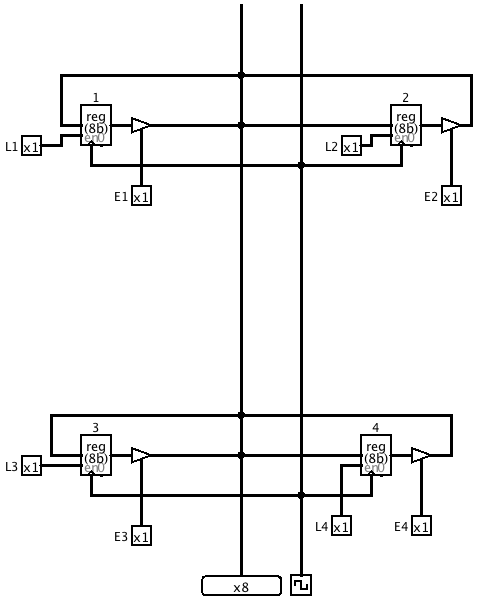 1
reg
(8b)
en0
L1 x1
E1 x1
2
reg
(8b)
en0
L2 x1
E2 x1
3
reg
(8b)
en0
L3 x1
E3 x1
4
reg
(8b)
en0
L4 x1
E4 x1
x8